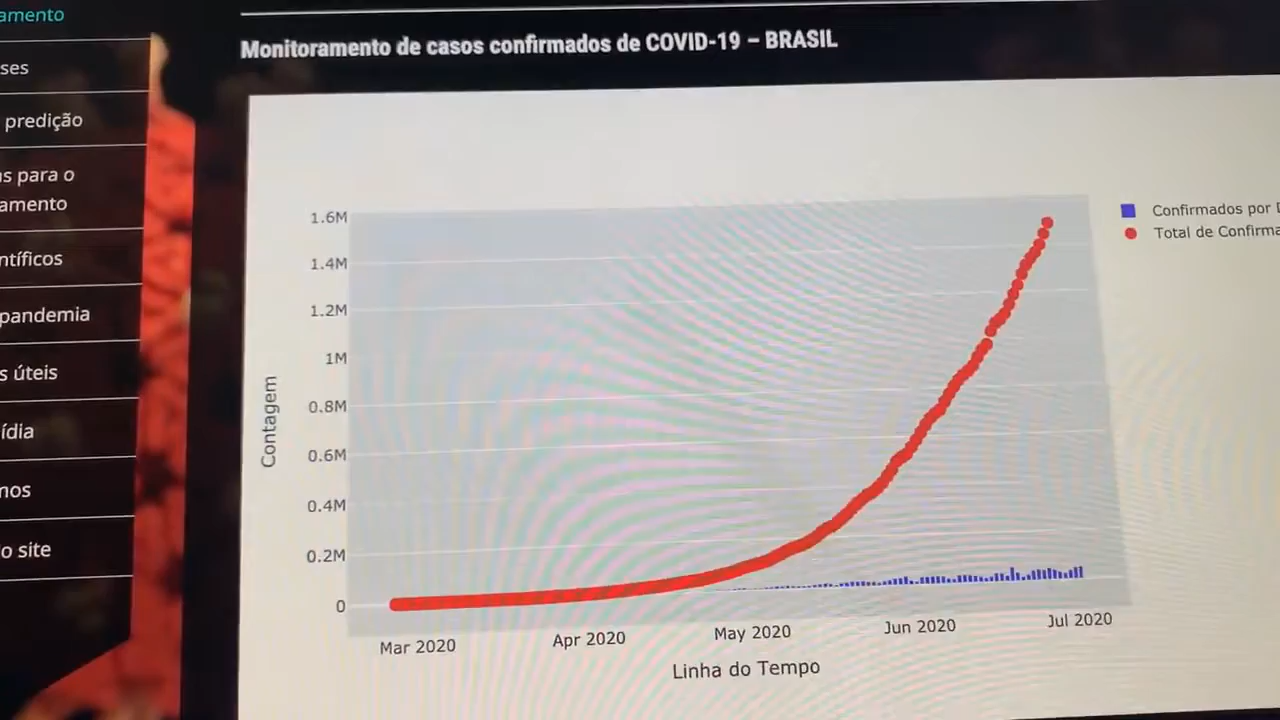 amento
ses
predição
s para o
amento
ntíficos
pandemia
s úteis
ídia
nos
o site
Monitoramento de casos confirmados de COVID-19 – BRASIL
1.6M
1.4M
1.2M
1M
0.8M
0.6M
0.4M
0.2M
0
Contagem
Mar 2020
Apr 2020
May 2020
Jun 2020
Jul 2020
Linha do Tempo
Confirmados por D
Total de Confirma